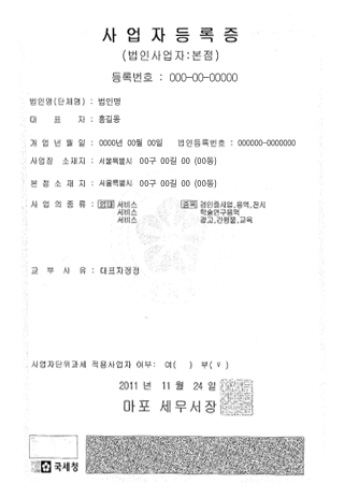 사업자등록증
(법인사업자:본점)
등록번호 : 000-00-00000
법인명(단체명) : 법인명
대 표 자 : 홍길동
개 업 년 월 일 : 0000년 00월 00일 법인등록번호 : 000000-0000000
사업장 소재지 : 서울특별시 00구 00길 00 (00동)
본 점 소 재 지 : 서울특별시 00구 00길 00 (00동)
사 업 의 종 류 : 업태 서비스 종목 경인쇄사업,용역,전시
서비스 학술연구용역
서비스 광고,간행물,교육
교 부 사 유 : 대표자정정
사업자단위과세 적용사업자 여부: 여( ) 부( v )
2011 년 11 월 24 일
마포 세무서장
국세청